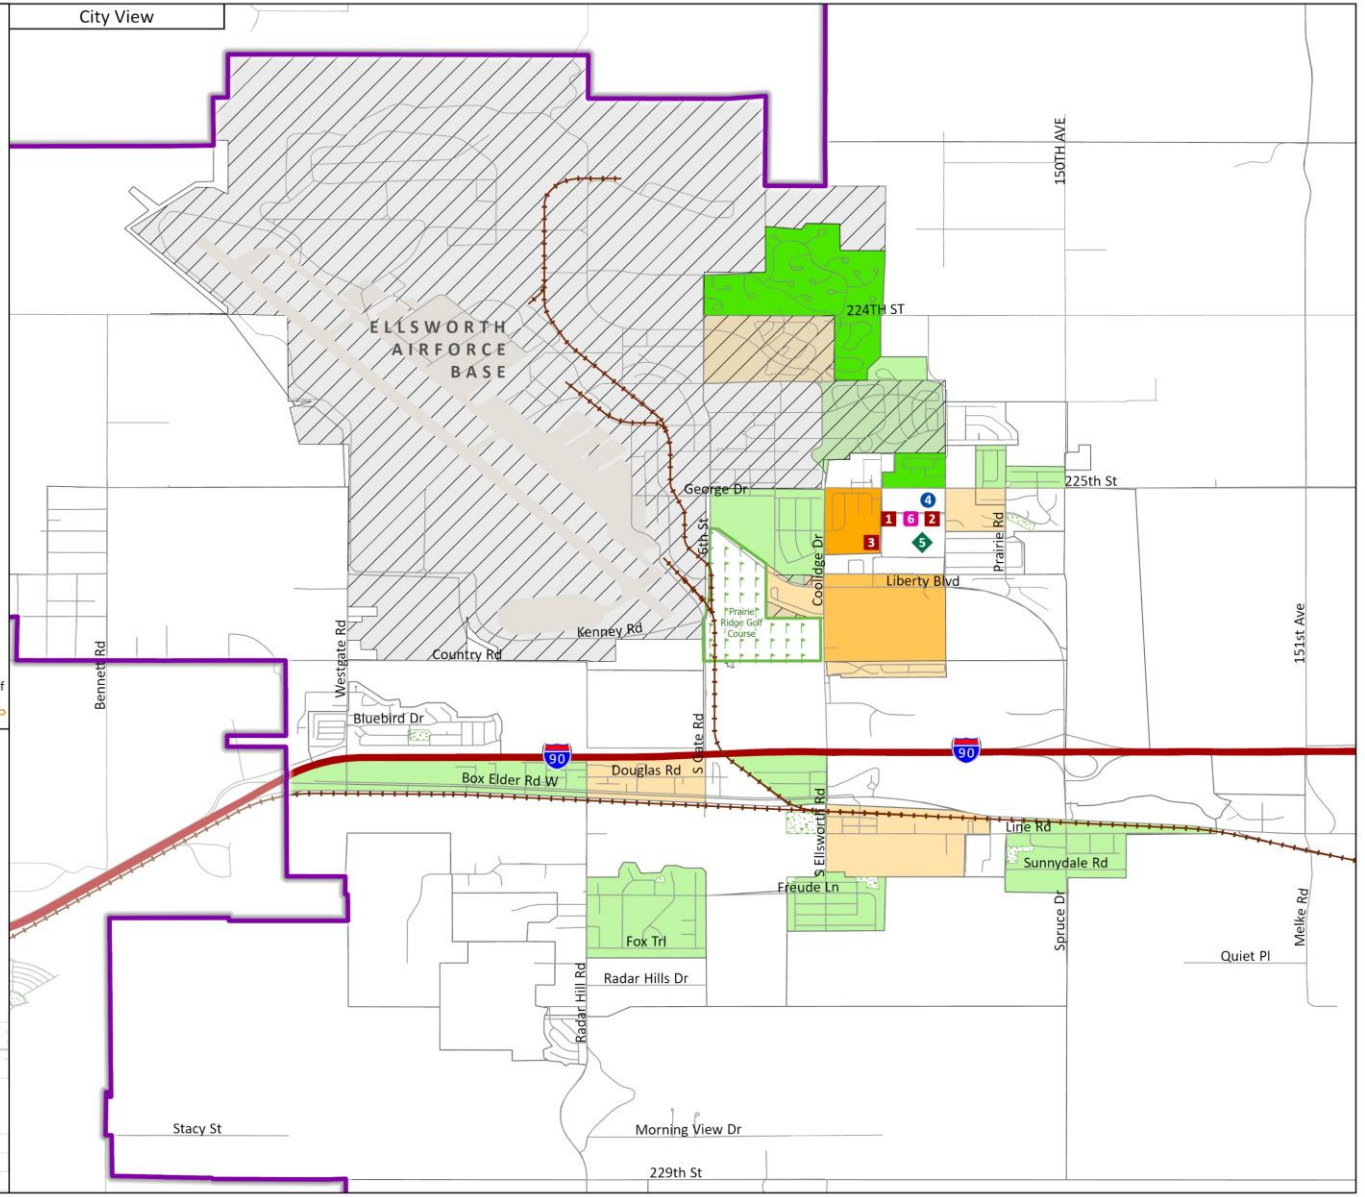 City View
150TH AVE
ELLSWORTH
AIRFORCE
BASE
224TH ST
225th St
George Dr
6th St
Coolidge Dr
4
1
6
2
3
5
Prairie Rd
Liberty Blvd
Prairie
Ridge Golf
Course
Kenney Rd
Country Rd
Westgate Rd
Bennett Rd
151st Ave
f
Bluebird Dr
S Gate Rd
90
90
Douglas Rd
Box Elder Rd W
S Ellsworth Rd
Line Rd
Sunnydale Rd
Freude Ln
Spruce Dr
Melke Rd
Fox Trl
Quiet Pl
Radar Hills Dr
Radar Hill Rd
Stacy St
Morning View Dr
229th St